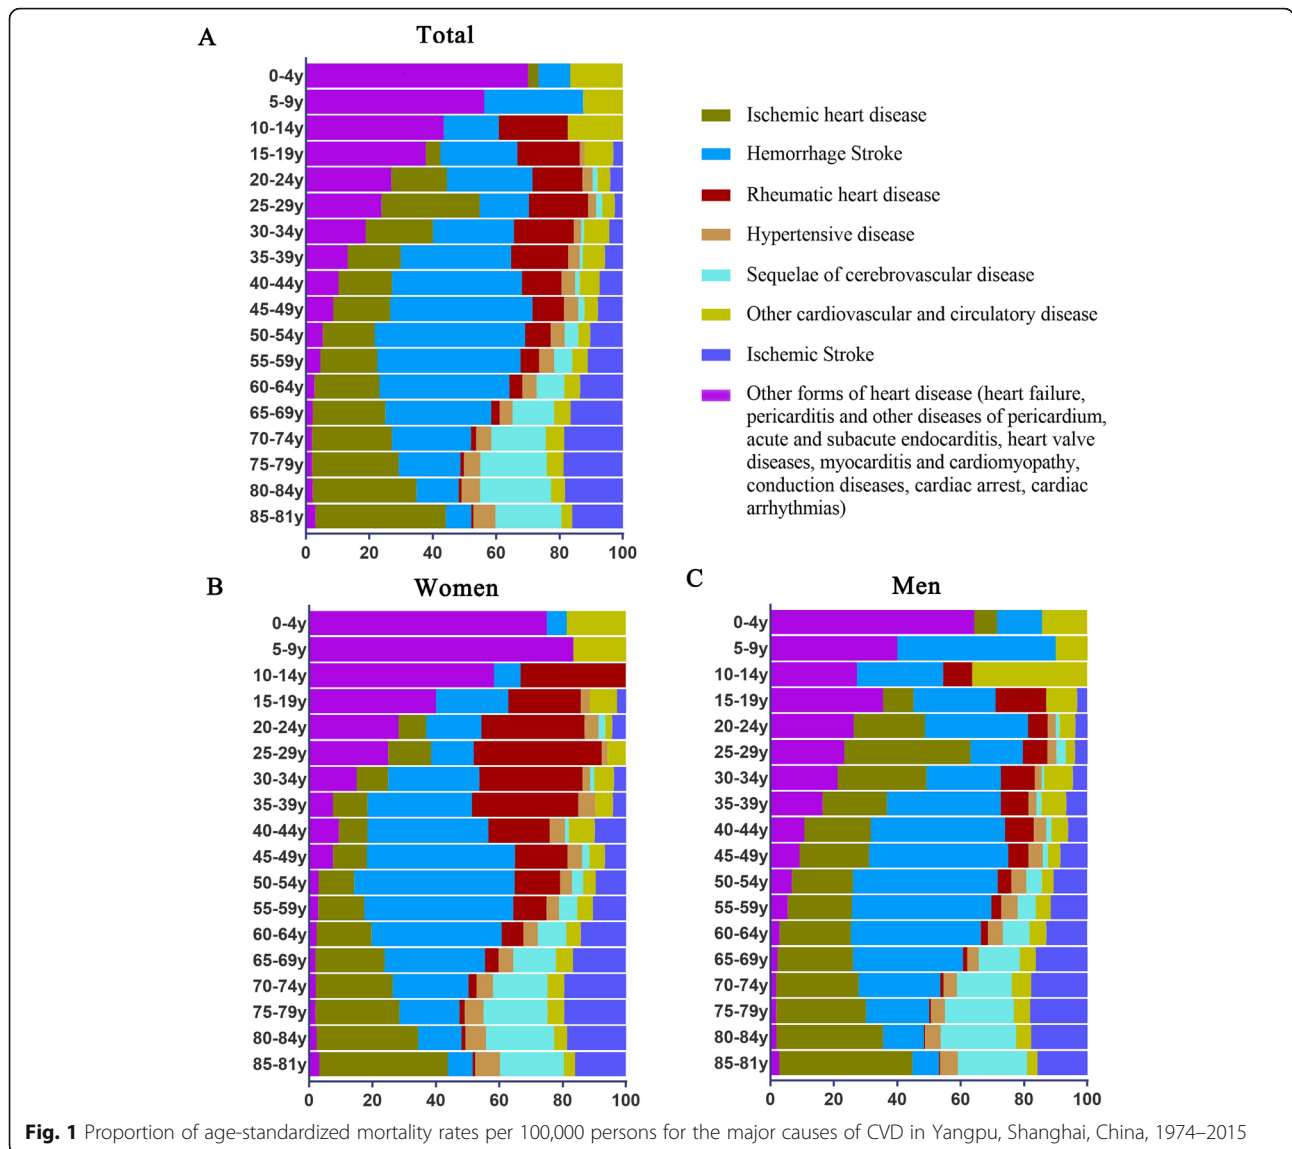 A
Total
0-4y
5-9y
10-14y
15-19y
20-24y
25-29y
30-34y
35-39y
40-44y
45-49y
50-54y
55-59y
60-64y
65-69y
70-74y
75-79y
80-84y
85-81y
0 20 40 60 80 100
Ischemic heart disease
Hemorrhage Stroke
Rheumatic heart disease
Hypertensive disease
Sequelae of cerebrovascular disease
Other cardiovascular and circulatory disease
Ischemic Stroke
Other forms of heart disease (heart failure,
pericarditis and other diseases of pericardium,
acute and subacute endocarditis, heart valve
diseases, myocarditis and cardiomyopathy,
conduction diseases, cardiac arrest, cardiac
arrhythmias)
B
Women
0-4y
5-9y
10-14y
15-19y
20-24y
25-29y
30-34y
35-39y
40-44y
45-49y
50-54y
55-59y
60-64y
65-69y
70-74y
75-79y
80-84y
85-81y
0 20 40 60 80 100
C
Men
0-4y
5-9y
10-14y
15-19y
20-24y
25-29y
30-34y
35-39y
40-44y
45-49y
50-54y
55-59y
60-64y
65-69y
70-74y
75-79y
80-84y
85-81y
0 20 40 60 80 100
Fig. 1 Proportion of age-standardized mortality rates per 100,000 persons for the major causes of CVD in Yangpu, Shanghai, China, 1974–2015